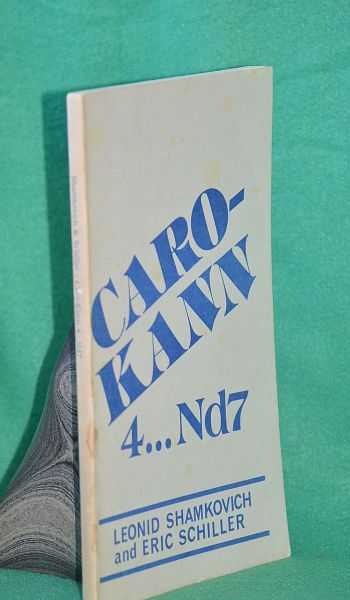 CARO-
KANN
4... Nd7
LEONID SHAMKOVICH
and ERIC SCHILLER